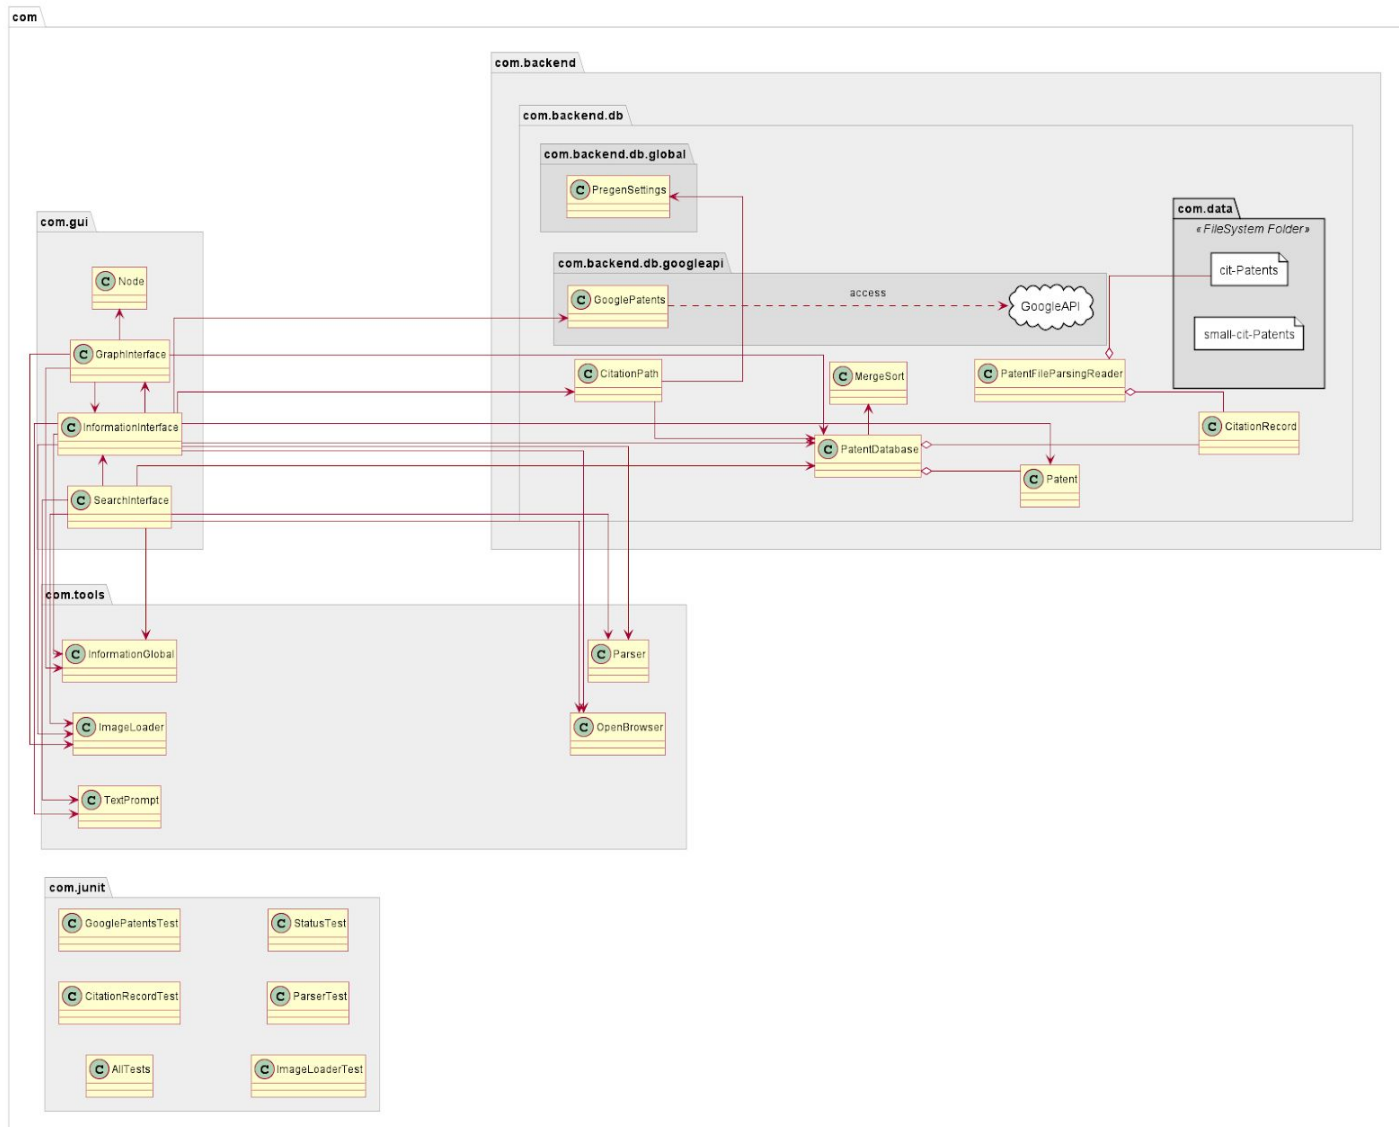 com
com.backend
com.backend.db
com.backend.db.global
C PregenSettings
com.data
« FileSystem Folder»
cit-Patents
small-cit-Patents
com.backend.db.googleapi
C GooglePatents
access
GoogleAPI
C CitationPath
C MergeSort
C PatentFileParsingReader
C CitationRecord
C PatentDatabase
C Patent
com.gui
C Node
C GraphInterface
C InformationInterface
C SearchInterface
com.tools
C InformationGlobal
C Parser
C ImageLoader
C OpenBrowser
C TextPrompt
com.junit
C GooglePatentsTest
C StatusTest
C CitationRecordTest
C ParserTest
C AllTests
C ImageLoaderTest